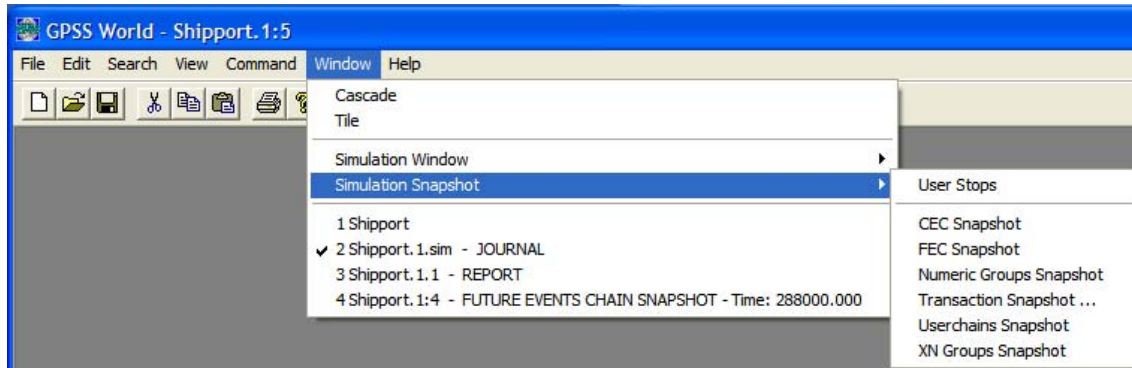 GPSS World - Shipport.1:5
File Edit Search View Command Window Help
Cascade
Tile
Simulation Window
Simulation Snapshot
1 Shipport
2 Shipport.1.sim - JOURNAL
3 Shipport.1.1 - REPORT
4 Shipport.1:4 - FUTURE EVENTS CHAIN SNAPSHOT - Time: 288000.000
User Stops
CEC Snapshot
FEC Snapshot
Numeric Groups Snapshot
Transaction Snapshot ...
Userchains Snapshot
XN Groups Snapshot